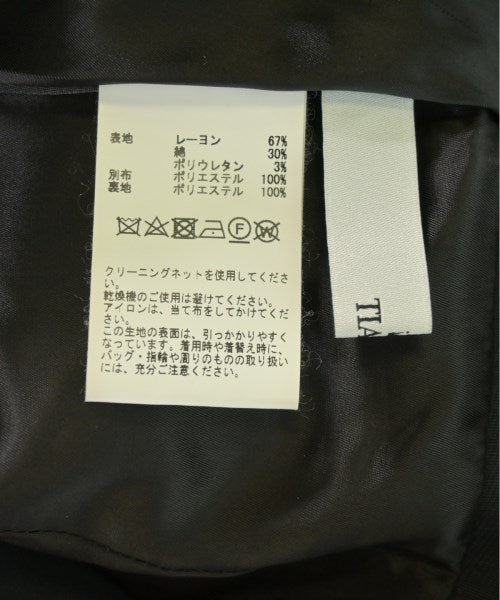 表地 レーヨン 67%
綿 30%
ポリウレタン 3%
別布 ポリエステル 100%
裏地 ポリエステル 100%
クリーニングネットを使用してくださ
い。
乾燥機のご使用は避けてください。
アイロンは、当て布をしてかけてくだ
さい。
この生地の表面は、引っかかりやすく
なっています。着用時や着替え時に、
バッグ・指輪や周りのものの取り扱い
には、充分ご注意ください。